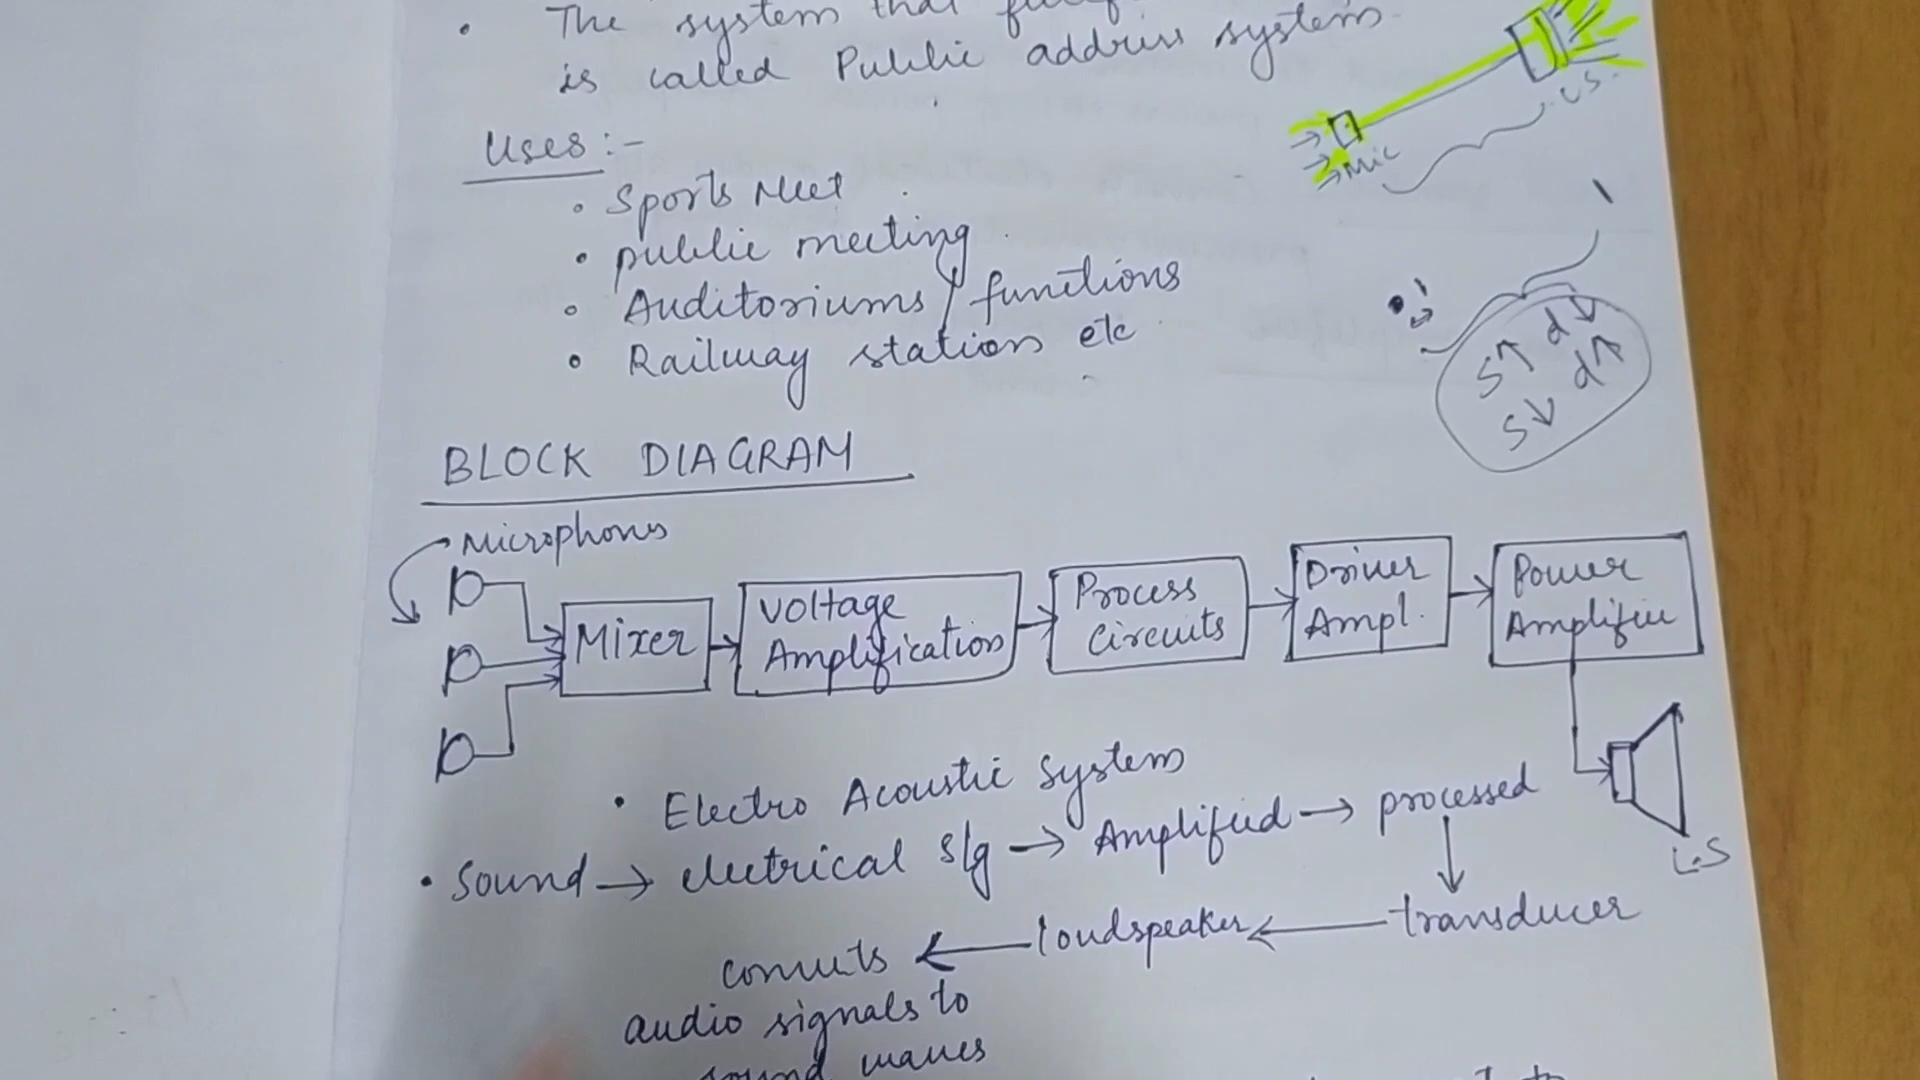 • The system that
is called Public address system
Mic
L.S.
Uses :-
• Sports Meet
• public meeting
• Auditoriums / functions
• Railway station etc
S↑ d↓
S↓ d↑
BLOCK DIAGRAM
Microphones
Mixer
Voltage
Amplification
Process
Circuits
Driver
Ampl.
Power
Amplifier
L.S
• Electro Acoustic System
• Sound → electrical s/g → Amplified → processed
converts ← loudspeaker ← transducer
audio signals to
sound waves